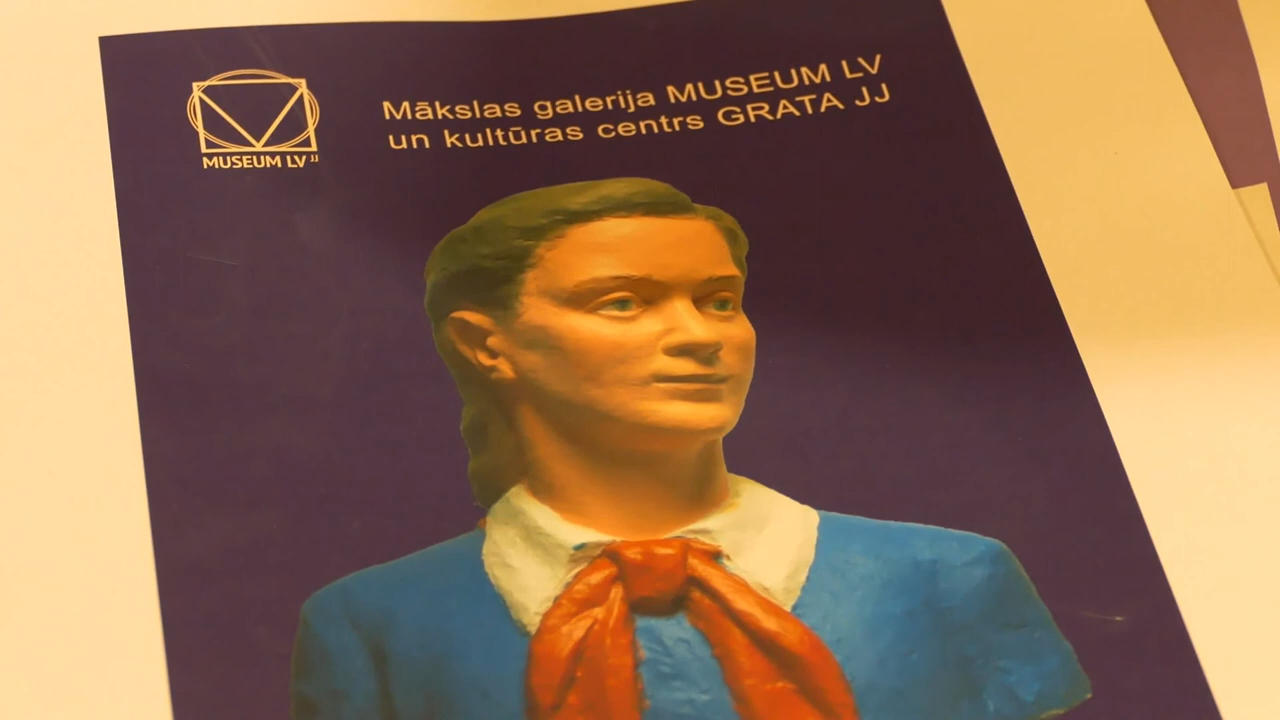 MUSEUM LV JJ
Mākslas galerija MUSEUM LV
un kultūras centrs GRATA JJ